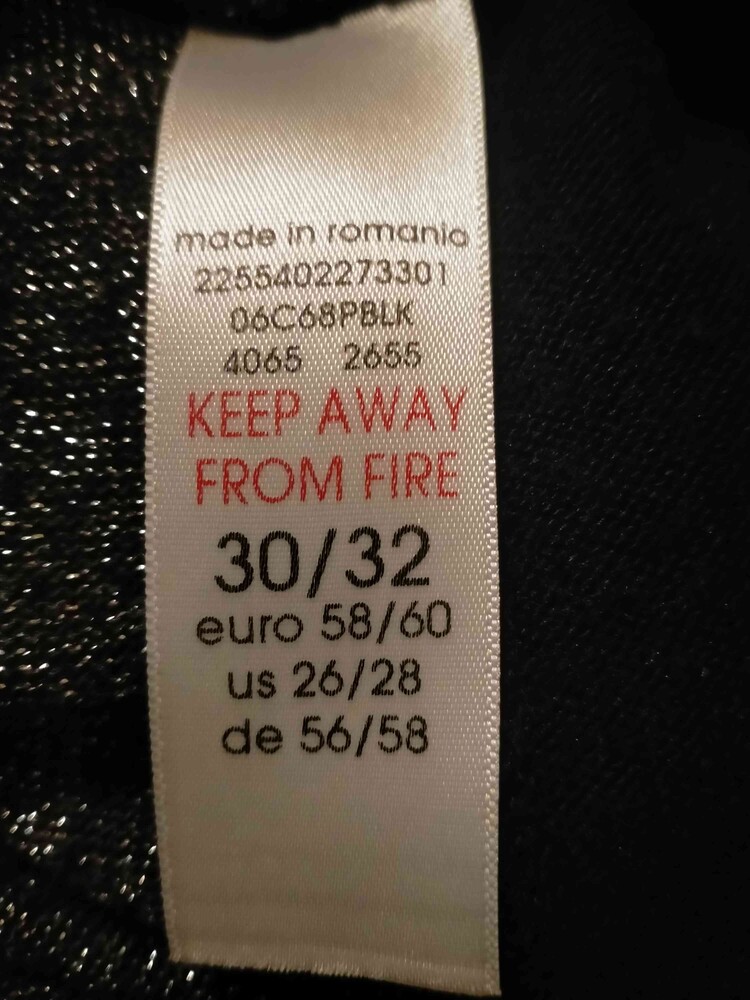 made in romania
2255402273301
06C68PBLK
4065 2655
KEEP AWAY
FROM FIRE
30/32
euro 58/60
us 26/28
de 56/58